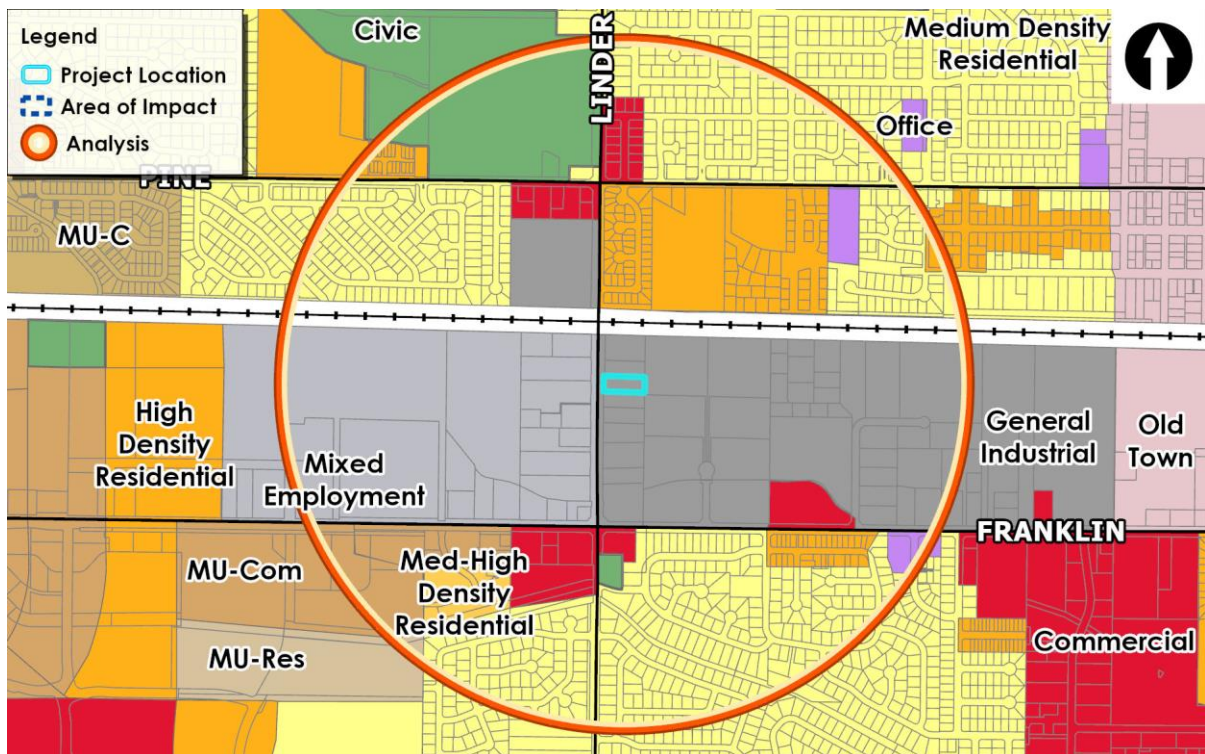 Legend
Project Location
Area of Impact
Analysis
Civic
LINDER
Medium Density
Residential
Office
PINE
MU-C
High
Density
Residential
Mixed
Employment
General
Industrial
Old
Town
FRANKLIN
MU-Com
Med-High
Density
Residential
MU-Res
Commercial